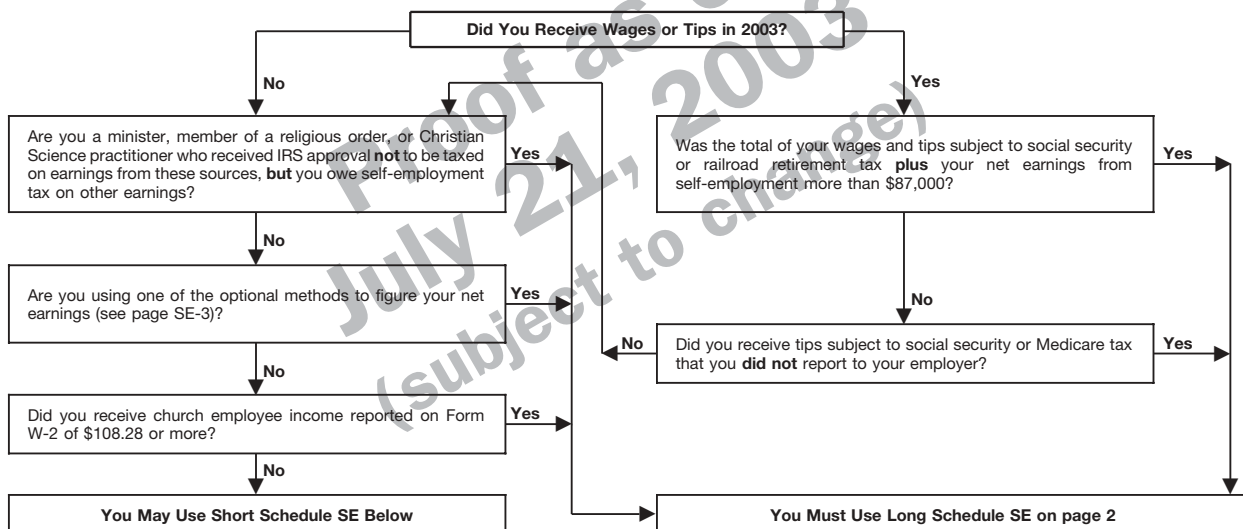 Did You Receive Wages or Tips in 2003?
No
Yes
Are you a minister, member of a religious order, or Christian
Science practitioner who received IRS approval not to be taxed
on earnings from these sources, but you owe self-employment
tax on other earnings?
Yes
Was the total of your wages and tips subject to social security
or railroad retirement tax plus your net earnings from
self-employment more than $87,000?
Yes
No
No
Are you using one of the optional methods to figure your net
earnings (see page SE-3)?
Yes
No
Did you receive tips subject to social security or Medicare tax
that you did not report to your employer?
Yes
No
Did you receive church employee income reported on Form
W-2 of $108.28 or more?
Yes
No
You May Use Short Schedule SE Below
You Must Use Long Schedule SE on page 2
Proof as
July 21, 2003
(subject to change)